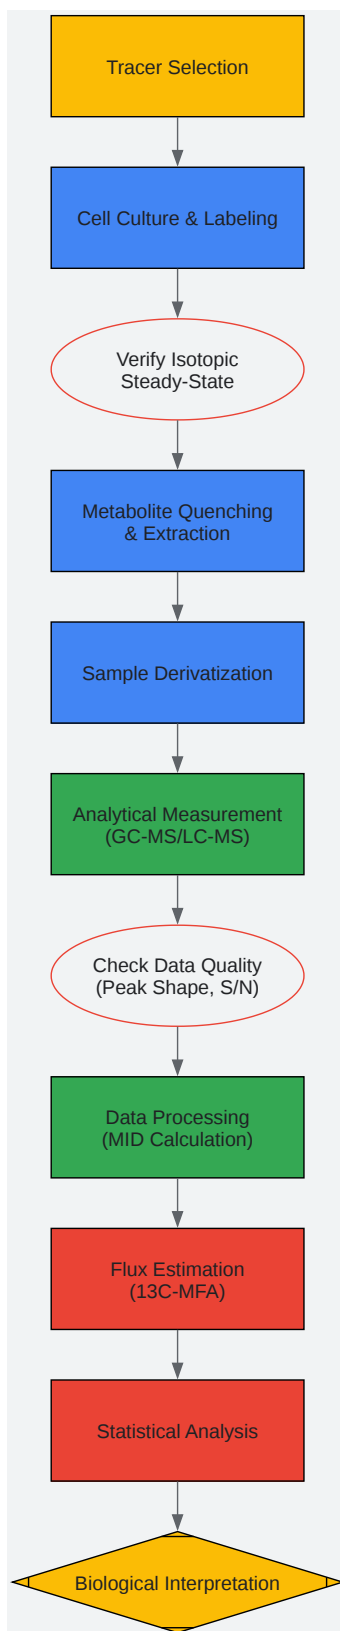 Tracer Selection
Cell Culture & Labeling
Verify Isotopic
Steady-State
Metabolite Quenching
& Extraction
Sample Derivatization
Analytical Measurement
(GC-MS/LC-MS)
Check Data Quality
(Peak Shape, S/N)
Data Processing
(MID Calculation)
Flux Estimation
(13C-MFA)
Statistical Analysis
Biological Interpretation